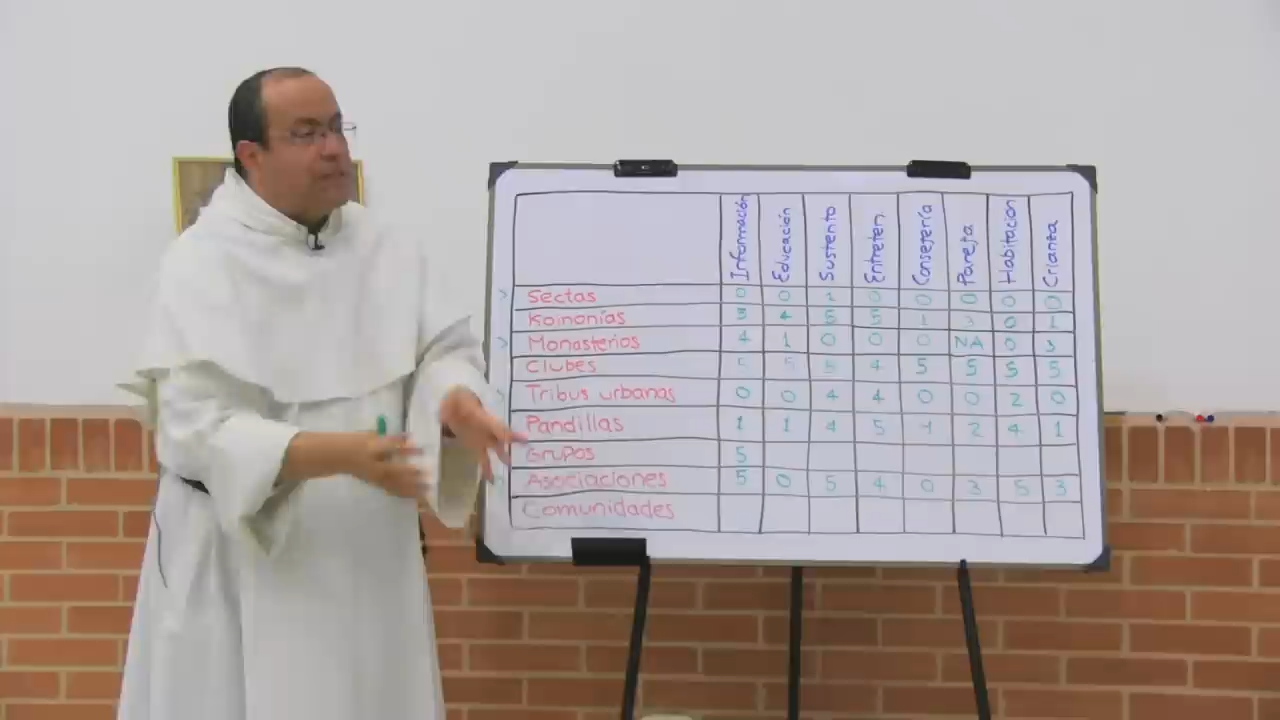 Información Educación Sustento Entreten. Consejería Pareja Habitación Crianza
> Sectas 0 0 1 0 0 0 0 0
Koinonías 3 4 5 5 1 3 0 1
> Monasterios 4 1 0 0 0 NA 0 3
Clubes 5 5 5 4 5 5 5 5
> Tribus urbanas 0 0 4 4 0 0 2 0
Pandillas 1 1 4 5 1 2 4 1
Grupos 5
Asociaciones 5 0 5 4 0 3 5 3
Comunidades